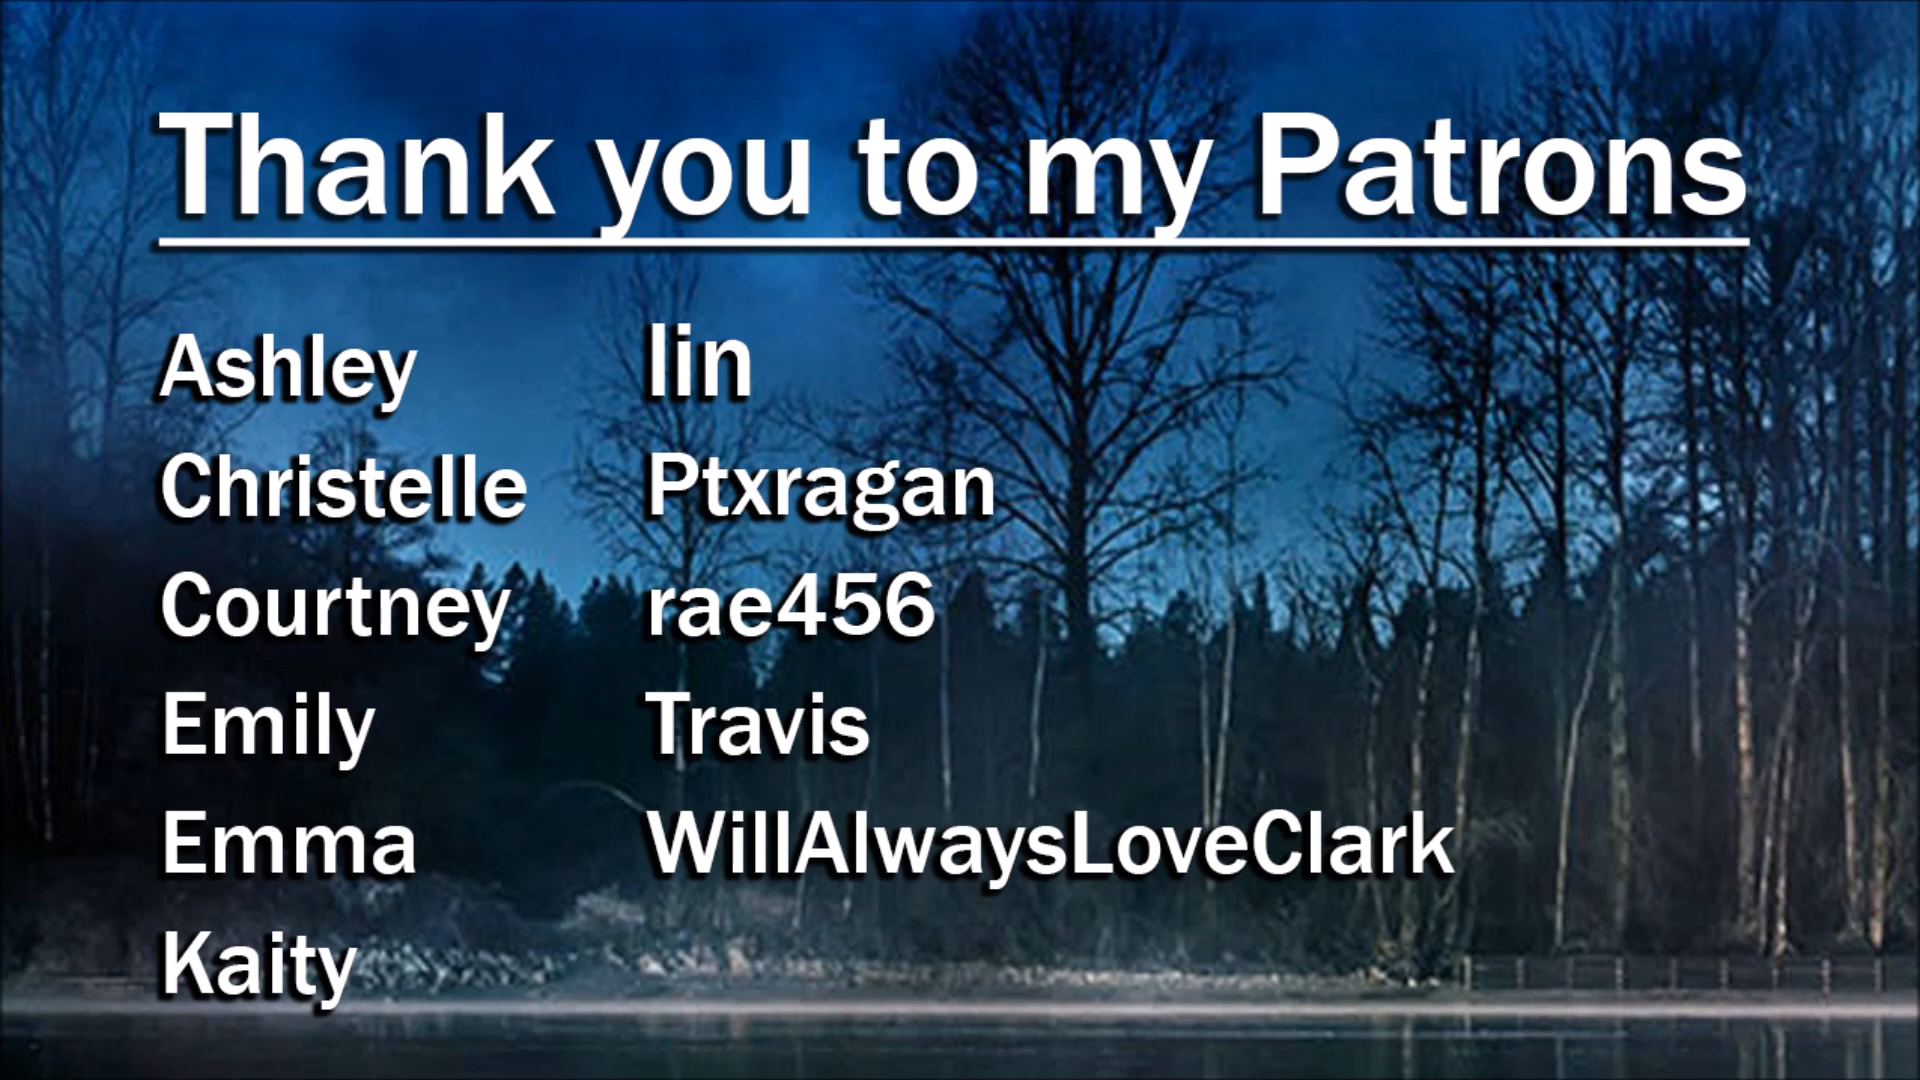 Thank you to my Patrons
Ashley
Christelle
Courtney
Emily
Emma
Kaity
lin
Ptxragan
rae456
Travis
WillAlwaysLoveClark